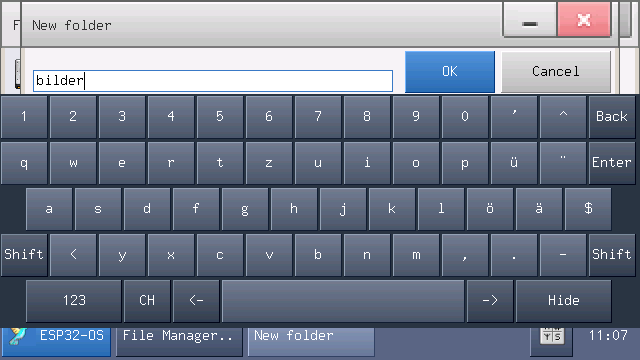 F New folder
bilder OK Cancel
1 2 3 4 5 6 7 8 9 0 ' ^ Back
q w e r t z u i o p ü ¨ Enter
a s d f g h j k l ö ä $
Shift < y x c v b n m , . - Shift
123 CH <- -> Hide
ESP32-OS File Manager.. New folder 11:07